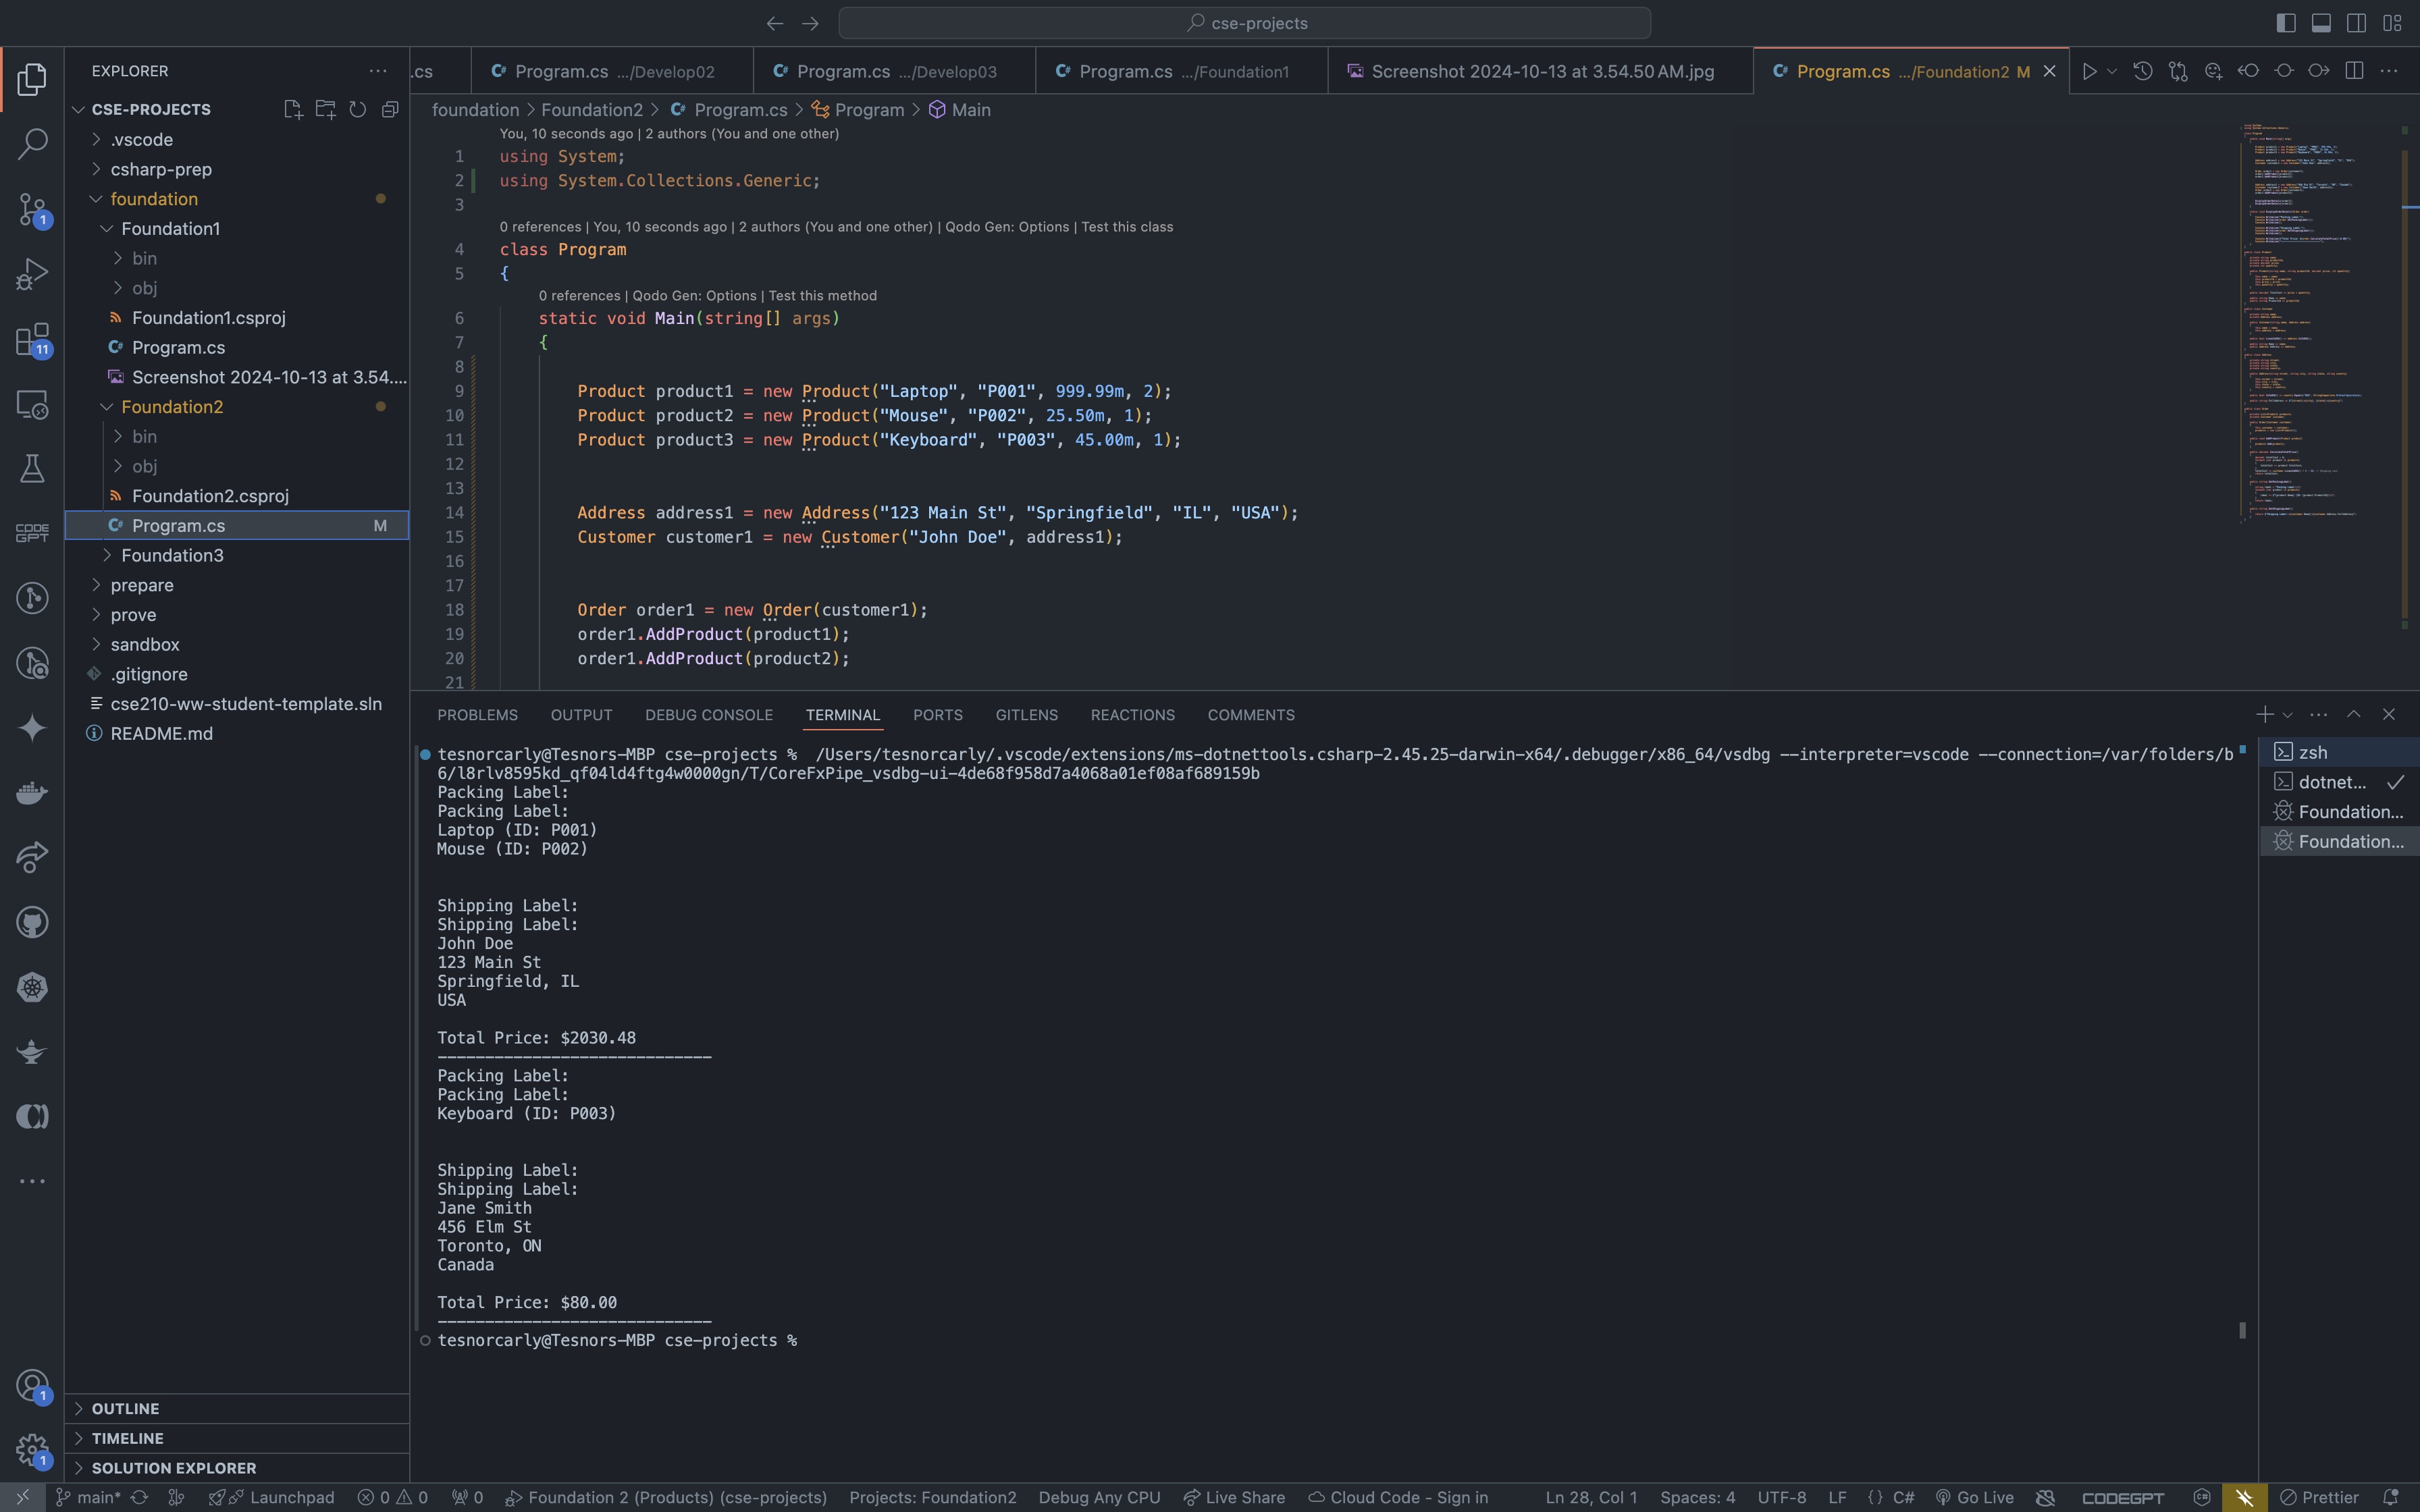 cse-projects
EXPLORER
CSE-PROJECTS
.vscode
csharp-prep
foundation
Foundation1
bin
obj
Foundation1.csproj
Program.cs
Screenshot 2024-10-13 at 3.54....
Foundation2
bin
obj
Foundation2.csproj
Program.cs M
Foundation3
prepare
prove
sandbox
.gitignore
cse210-ww-student-template.sln
README.md
OUTLINE
TIMELINE
SOLUTION EXPLORER
1
11
CODE GPT
1
1
.cs
Program.cs .../Develop02
Program.cs .../Develop03
Program.cs .../Foundation1
Screenshot 2024-10-13 at 3.54.50 AM.jpg
Program.cs .../Foundation2 M
foundation > Foundation2 > Program.cs > Program > Main
You, 10 seconds ago | 2 authors (You and one other)
1 using System;
2 using System.Collections.Generic;
3
0 references | You, 10 seconds ago | 2 authors (You and one other) | Qodo Gen: Options | Test this class
4 class Program
5 {
0 references | Qodo Gen: Options | Test this method
6 static void Main(string[] args)
7 {
8
9 Product product1 = new Product("Laptop", "P001", 999.99m, 2);
10 Product product2 = new Product("Mouse", "P002", 25.50m, 1);
11 Product product3 = new Product("Keyboard", "P003", 45.00m, 1);
12
13
14 Address address1 = new Address("123 Main St", "Springfield", "IL", "USA");
15 Customer customer1 = new Customer("John Doe", address1);
16
17
18 Order order1 = new Order(customer1);
19 order1.AddProduct(product1);
20 order1.AddProduct(product2);
21
PROBLEMS OUTPUT DEBUG CONSOLE TERMINAL PORTS GITLENS REACTIONS COMMENTS
tesnorcarly@Tesnors-MBP cse-projects % /Users/tesnorcarly/.vscode/extensions/ms-dotnettools.csharp-2.45.25-darwin-x64/.debugger/x86_64/vsdbg --interpreter=vscode --connection=/var/folders/b
6/l8rlv8595kd_qf04ld4ftg4w0000gn/T/CoreFxPipe_vsdbg-ui-4de68f958d7a4068a01ef08af689159b
Packing Label:
Packing Label:
Laptop (ID: P001)
Mouse (ID: P002)
Shipping Label:
Shipping Label:
John Doe
123 Main St
Springfield, IL
USA
Total Price: $2030.48
-----------------------------
Packing Label:
Packing Label:
Keyboard (ID: P003)
Shipping Label:
Shipping Label:
Jane Smith
456 Elm St
Toronto, ON
Canada
Total Price: $80.00
-----------------------------
tesnorcarly@Tesnors-MBP cse-projects %
zsh
dotnet...
Foundation...
Foundation...
main* Launchpad 0 0 0 Foundation 2 (Products) (cse-projects) Projects: Foundation2 Debug Any CPU Live Share Cloud Code - Sign in Ln 28, Col 1 Spaces: 4 UTF-8 LF {} C# Go Live CODEGPT Prettier